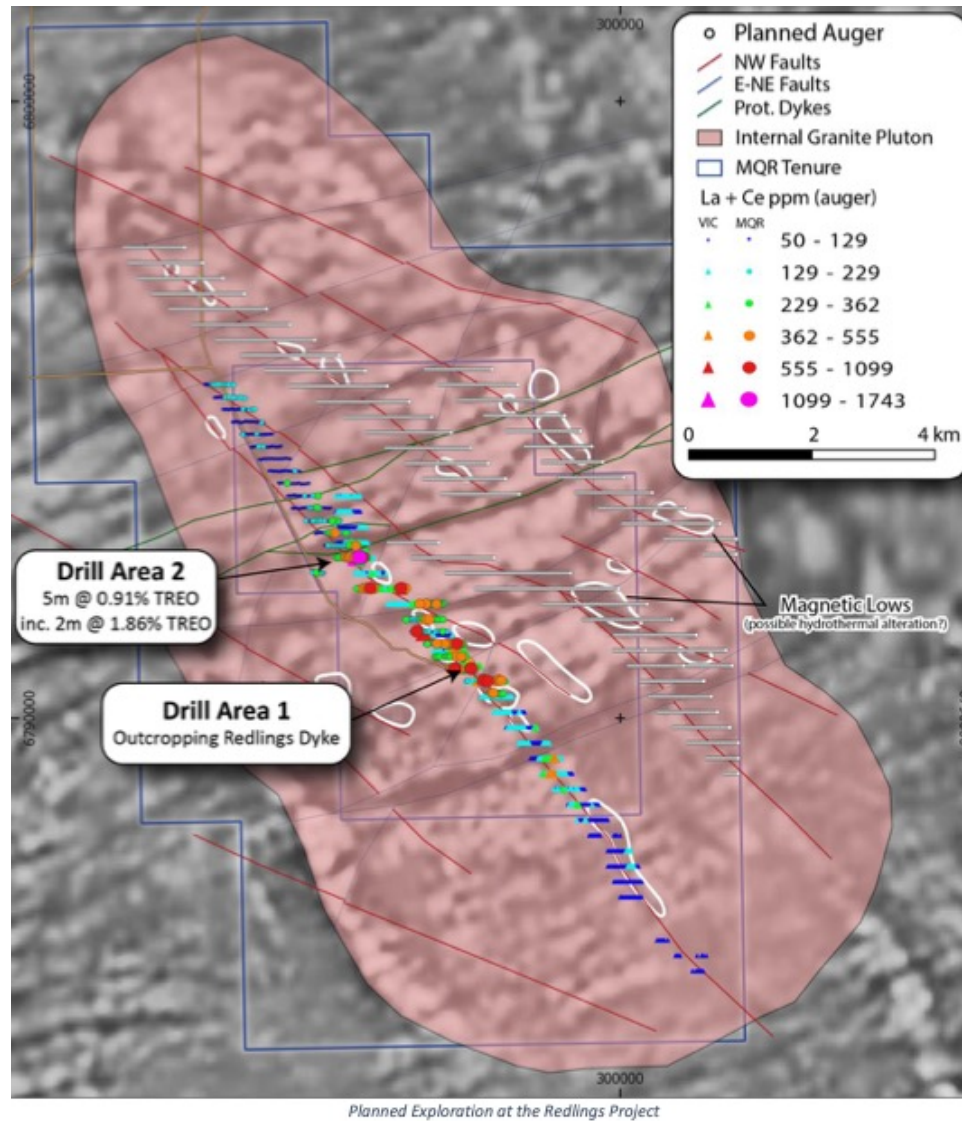 300000
6800000
Planned Auger
NW Faults
E-NE Faults
Prot. Dykes
Internal Granite Pluton
MQR Tenure
La + Ce ppm (auger)
VIC MQR
50 - 129
129 - 229
229 - 362
362 - 555
555 - 1099
1099 - 1743
0 2 4 km
Drill Area 2
5m @ 0.91% TREO
inc. 2m @ 1.86% TREO
Magnetic Lows
(possible hydrothermal alteration?)
Drill Area 1
Outcropping Redlings Dyke
6790000
300000
Planned Exploration at the Redlings Project